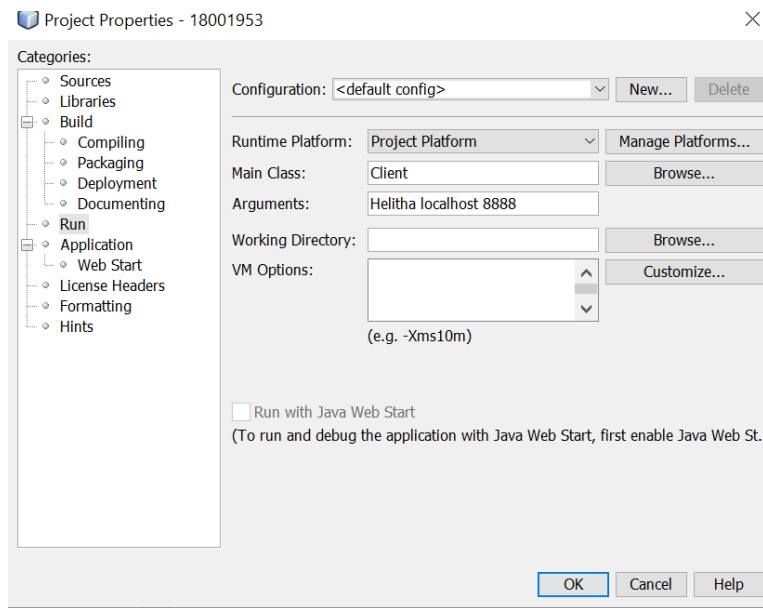 Project Properties - 18001953
Categories:
Sources
Libraries
Build
Compiling
Packaging
Deployment
Documenting
Run
Application
Web Start
License Headers
Formatting
Hints
Configuration: <default config> New... Delete
Runtime Platform: Project Platform Manage Platforms...
Main Class: Client Browse...
Arguments: Helitha localhost 8888
Working Directory: Browse...
VM Options: Customize...
(e.g. -Xms10m)
Run with Java Web Start
(To run and debug the application with Java Web Start, first enable Java Web St.
OK Cancel Help